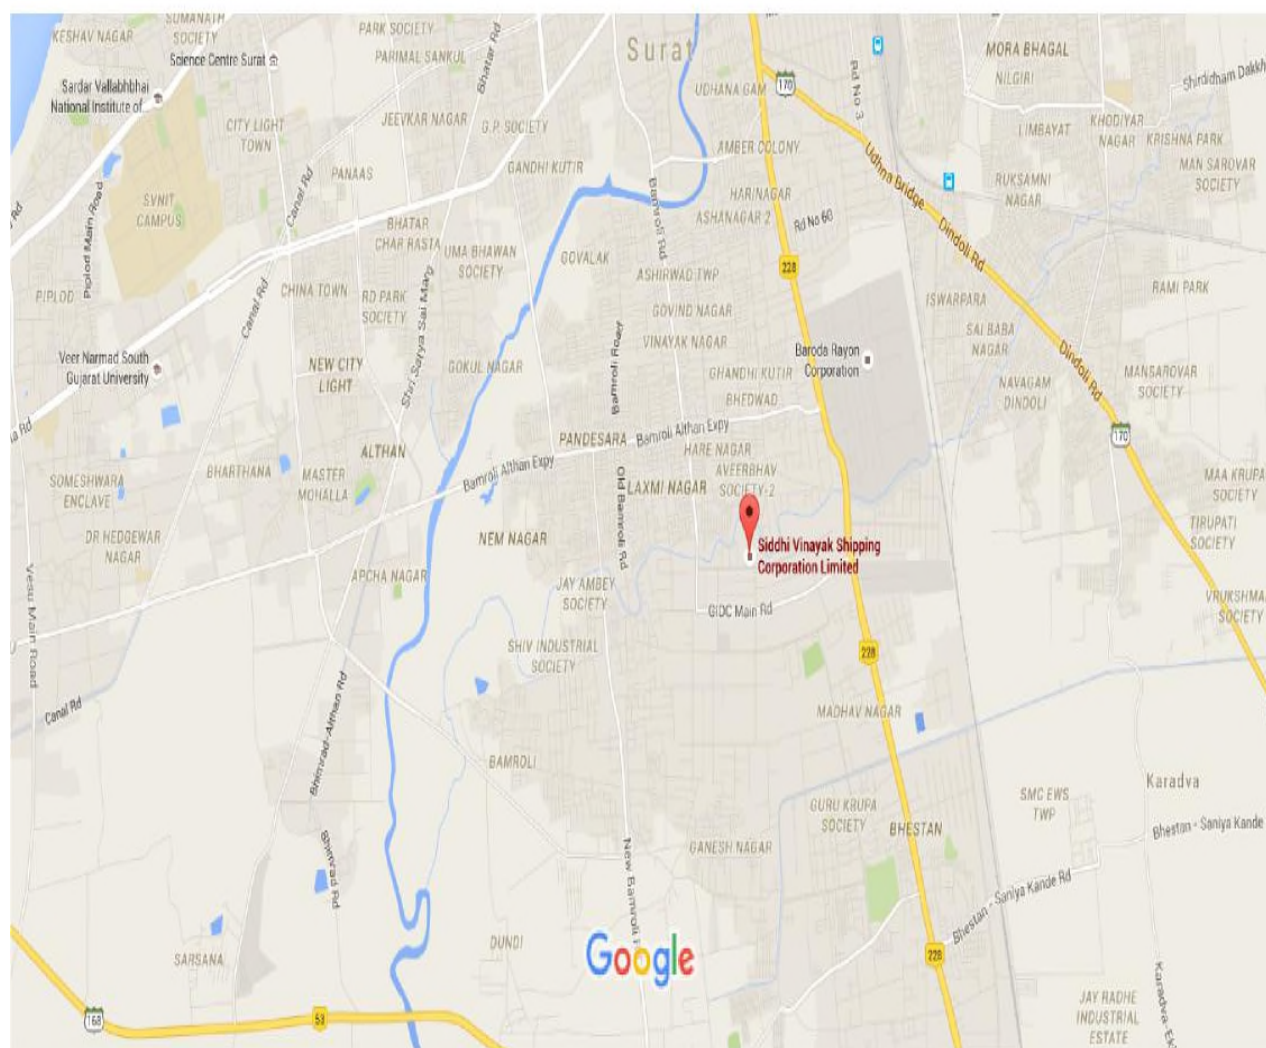 SUMANATH
SOCIETY
KESHAV NAGAR
PARK SOCIETY
Science Centre Surat
PARIMAL SANKUL
Bhatar Rd
Surat
MORA BHAGAL
NILGIRI
Shirdidham Dakkh
Sardar Vallabhbhai
National Institute of...
170
UDHANA GAM
Rd No 3
CITY LIGHT
TOWN
JEEVKAR NAGAR
G.P. SOCIETY
LIMBAYAT
KHODIYAR
NAGAR
KRISHNA PARK
AMBER COLONY
Udhna Bridge
PANAAS
GANDHI KUTIR
MAN SAROVAR
SOCIETY
Canal Rd
RUKSAMNI
NAGAR
SVNIT
CAMPUS
Piplod Main Road
Rd
BHATAR
CHAR RASTA
Bamroli Rd
HARINAGAR
ASHANAGAR 2
Rd No 60
Dindoli Rd
UMA BHAWAN
SOCIETY
GOVALAK
ASHIRWAD TWP
228
PIPLOD
Canal Rd
CHINA TOWN
RD PARK
SOCIETY
Shri Satya Sai Marg
GOVIND NAGAR
ISWARPARA
RAMI PARK
SAI BABA
NAGAR
VINAYAK NAGAR
Bamroli Road
Baroda Rayon
Corporation
Veer Narmad South
Gujarat University
NEW CITY
LIGHT
GOKUL NAGAR
GHANDHI KUTIR
BHEDWAD
Dindoli Rd
NAVAGAM
DINDOLI
MANSAROVAR
SOCIETY
170
PANDESARA
Bamroli Althan Expy
HARE NAGAR
ALTHAN
Bamroli Althan Expy
BHARTHANA
MASTER
MOHALLA
SOMESHWARA
ENCLAVE
AVEERBHAV
SOCIETY-2
LAXMI NAGAR
Old Bamroli Rd
MAA KRUPA
SOCIETY
TIRUPATI
SOCIETY
DR HEDGEWAR
NAGAR
NEM NAGAR
Siddhi Vinayak Shipping
Corporation Limited
APCHA NAGAR
JAY AMBEY
SOCIETY
GIDC Main Rd
VRUKSHMA
SOCIETY
Vesu Main Road
SHIV INDUSTRIAL
SOCIETY
228
Canal Rd
Bhimrad-Althan Rd
MADHAV NAGAR
BAMROLI
Karadva
SMC EWS
TWP
GURU KRUPA
SOCIETY
BHESTAN
Bhestan - Saniya Kande
Bhimrad Rd
GANESH NAGAR
New Bamroli
Bhestan - Saniya Kande Rd
DUNDI
Google
SARSANA
228
Karadva-Ek
168
53
JAY RADHE
INDUSTRIAL
ESTATE